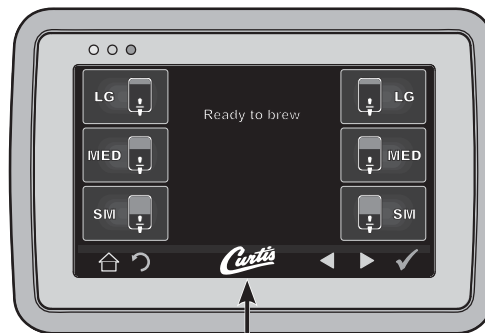 LG
Ready to brew
LG
MED
MED
SM
SM
Curtis